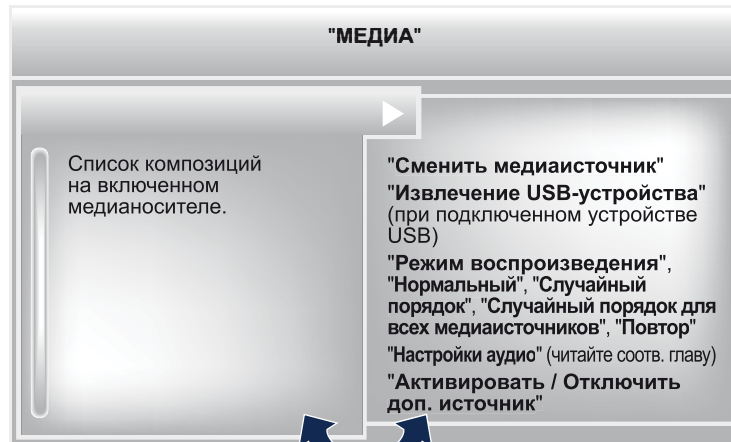 "МЕДИА"
Список композиций
на включенном
медианосителе.
"Сменить медиаисточник"
"Извлечение USB-устройства"
(при подключенном устройстве
USB)
"Режим воспроизведения",
"Нормальный", "Случайный
порядок", "Случайный порядок для
всех медиаисточников", "Повтор"
"Настройки аудио" (читайте соотв. главу)
"Активировать / Отключить
доп. источник"